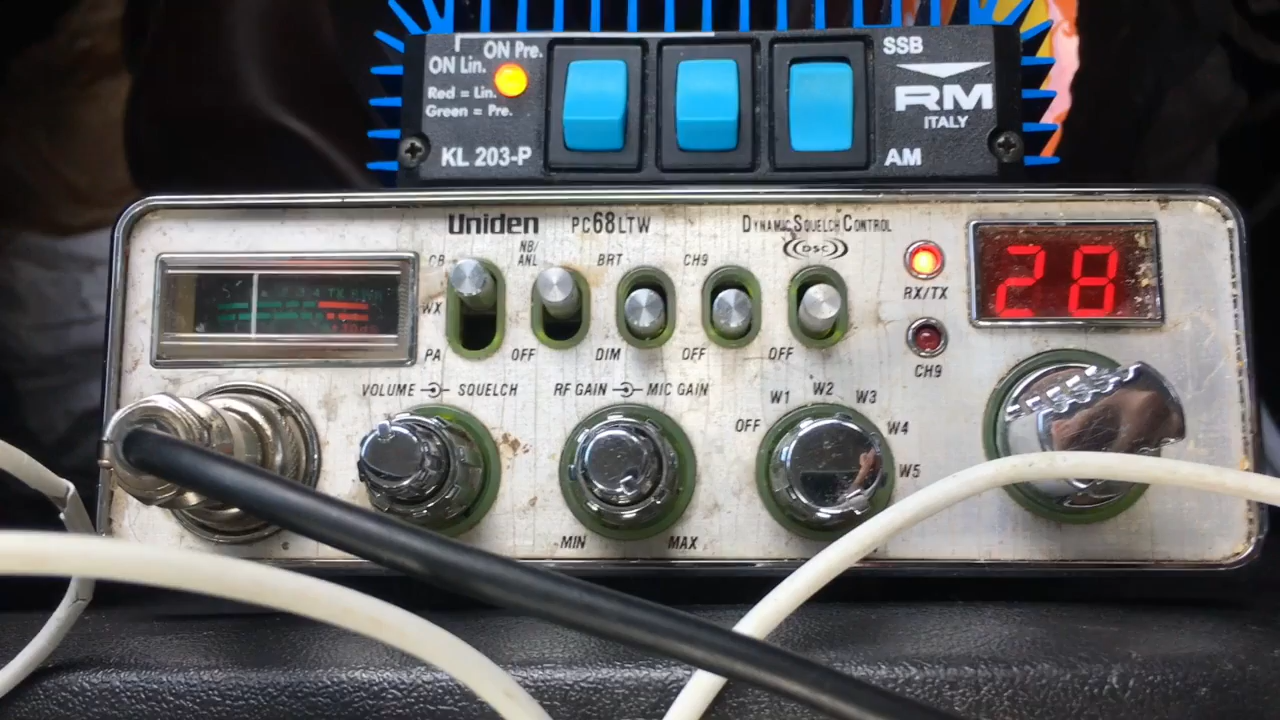 ON Pre.
ON Lin.
Red = Lin.
Green = Pre.
KL 203-P
SSB
RM
ITALY
AM
Uniden PC68LTW
DYNAMIC SQUELCH CONTROL
DSC
CB
WX
PA
NB/
ANL
OFF
BRT
DIM
CH9
OFF
OFF
RX/TX
CH9
28
VOLUME SQUELCH
RF GAIN MIC GAIN
MIN MAX
OFF W1 W2 W3 W4 W5